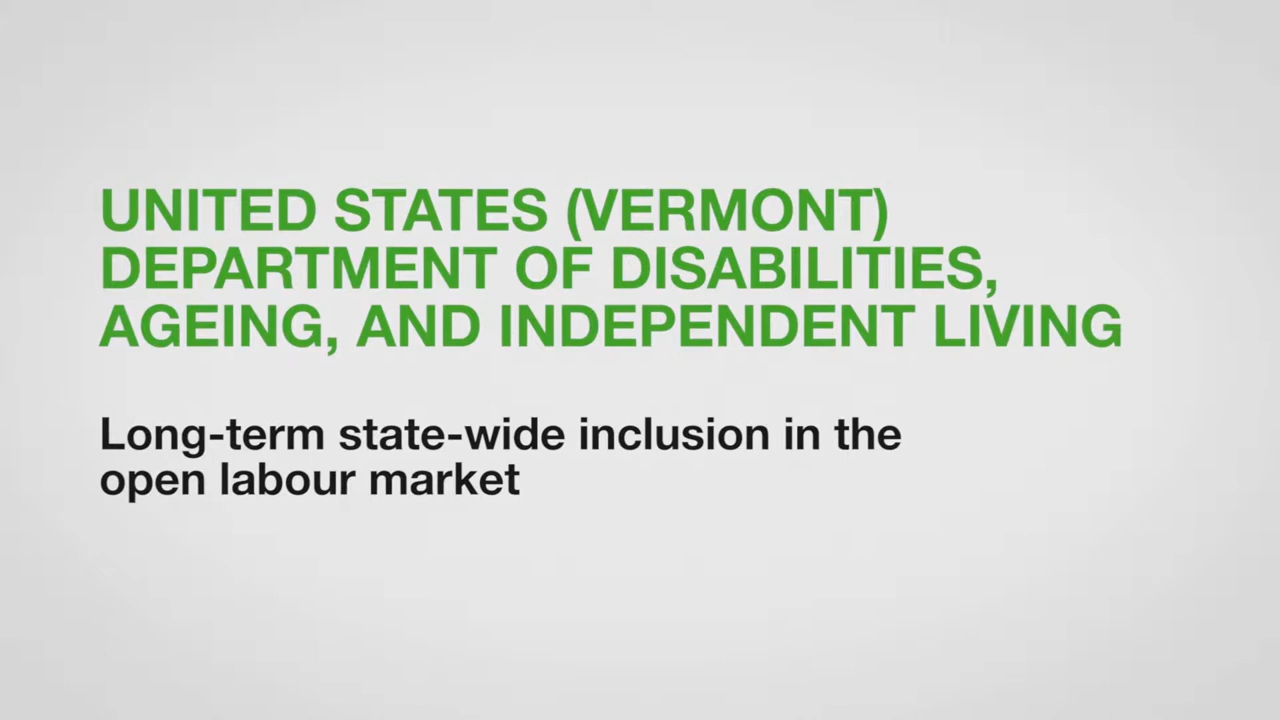 UNITED STATES (VERMONT)
DEPARTMENT OF DISABILITIES,
AGEING, AND INDEPENDENT LIVING
Long-term state-wide inclusion in the
open labour market